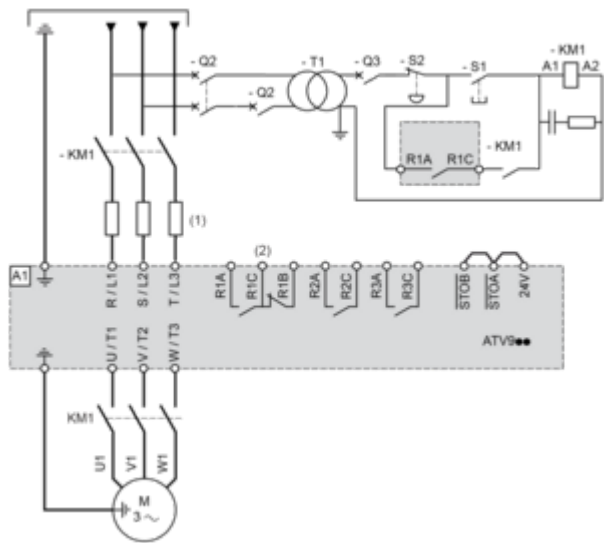 - Q2
- T1
- Q3
- S2
- S1
- KM1
A1
A2
- Q2
- KM1
R1A
R1C
- KM1
(1)
(2)
A1
R / L1
S / L2
T / L3
R1A
R1C
R1B
R2A
R2C
R3A
R3C
STOB
STOA
24V
U / T1
V / T2
W / T3
ATV9●●
KM1
U1
V1
W1
M
3 ~